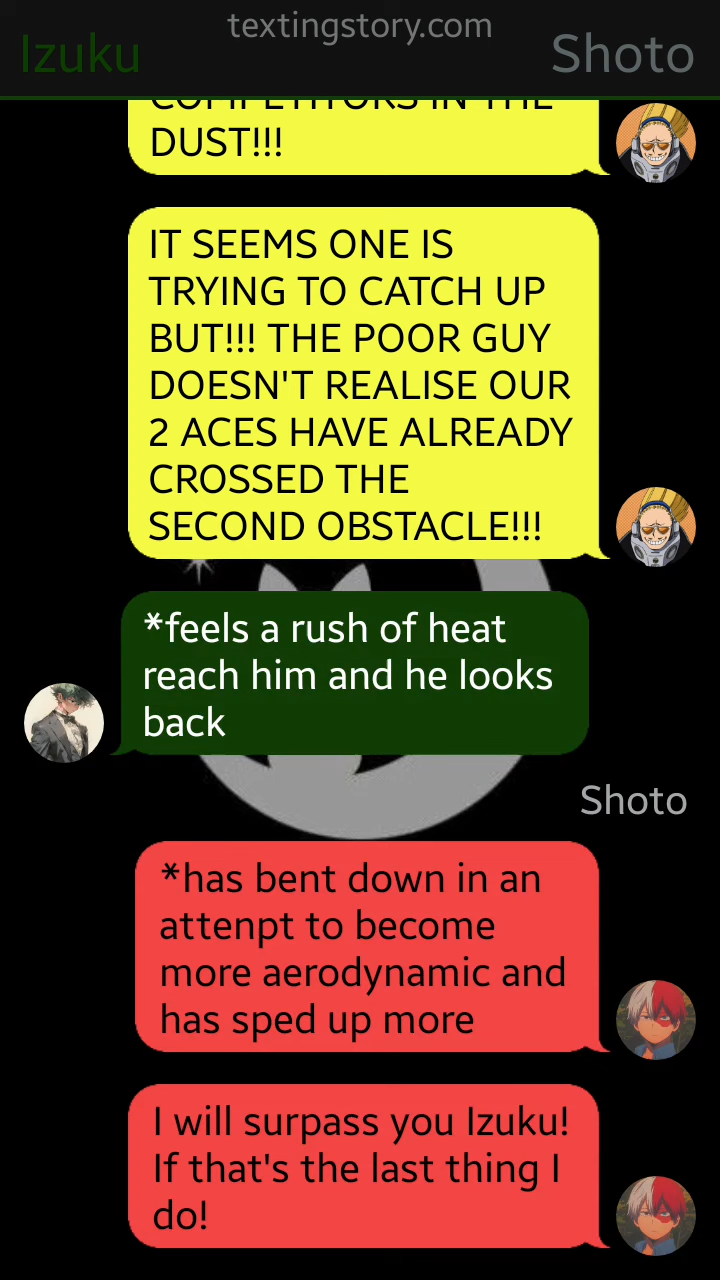 textingstory.com
Izuku
Shoto
COMPETITORS IN THE
DUST!!!
IT SEEMS ONE IS
TRYING TO CATCH UP
BUT!!! THE POOR GUY
DOESN'T REALISE OUR
2 ACES HAVE ALREADY
CROSSED THE
SECOND OBSTACLE!!!
*feels a rush of heat
reach him and he looks
back
Shoto
*has bent down in an
attenpt to become
more aerodynamic and
has sped up more
I will surpass you Izuku!
If that's the last thing I
do!